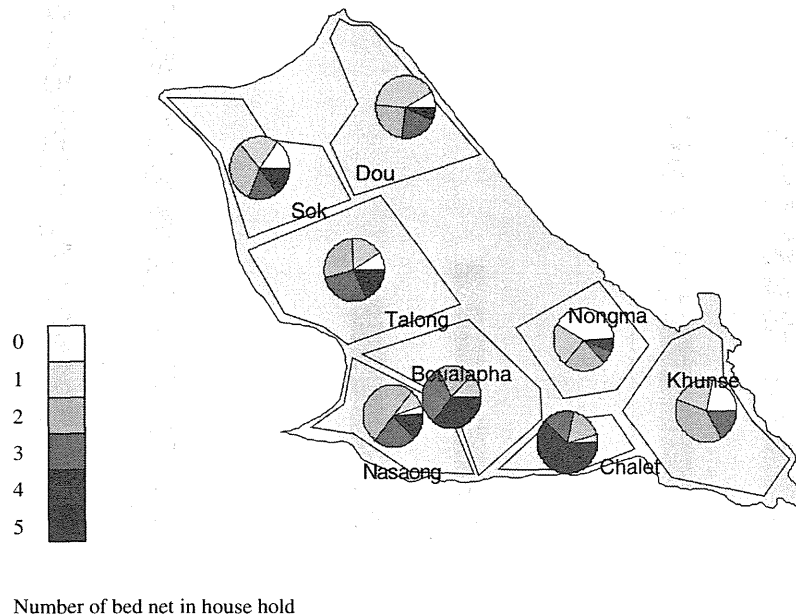 Dou
Sok
Talong
Nongma
Boualapha
Khunse
Nasaong
Chalet
0
1
2
3
4
5
Number of bed net in house hold